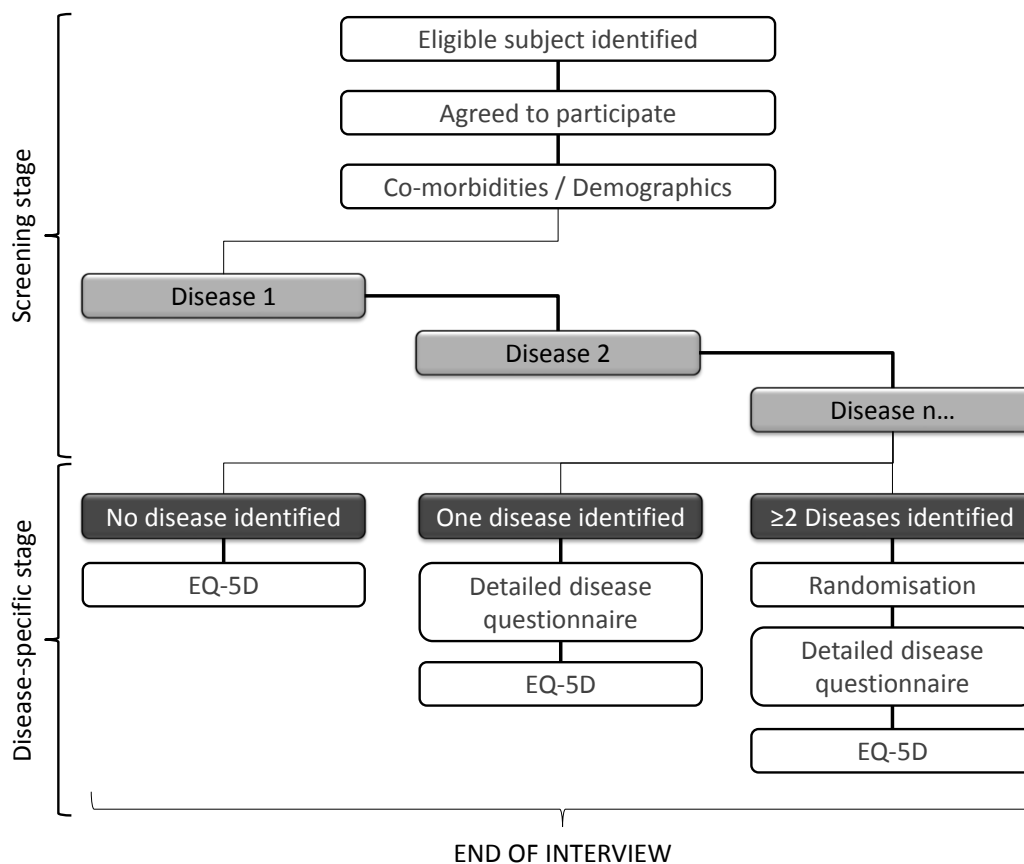 Eligible subject identified
Agreed to participate
Co-morbidities / Demographics
Screening stage
Disease 1
Disease 2
Disease n...
Disease-specific stage
No disease identified
One disease identified
≥2 Diseases identified
EQ-5D
Detailed disease
questionnaire
EQ-5D
Randomisation
Detailed disease
questionnaire
EQ-5D
END OF INTERVIEW